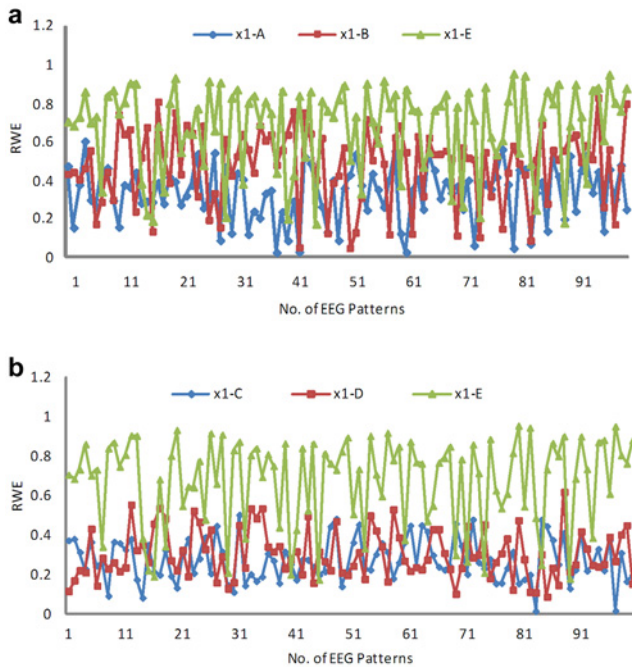 a
1.2
x1-A x1-B x1-E
1
0.8
RWE
0.6
0.4
0.2
0
1 11 21 31 41 51 61 71 81 91
No. of EEG Patterns
b
1.2
x1-C x1-D x1-E
1
0.8
RWE
0.6
0.4
0.2
0
1 11 21 31 41 51 61 71 81 91
No. of EEG Patterns